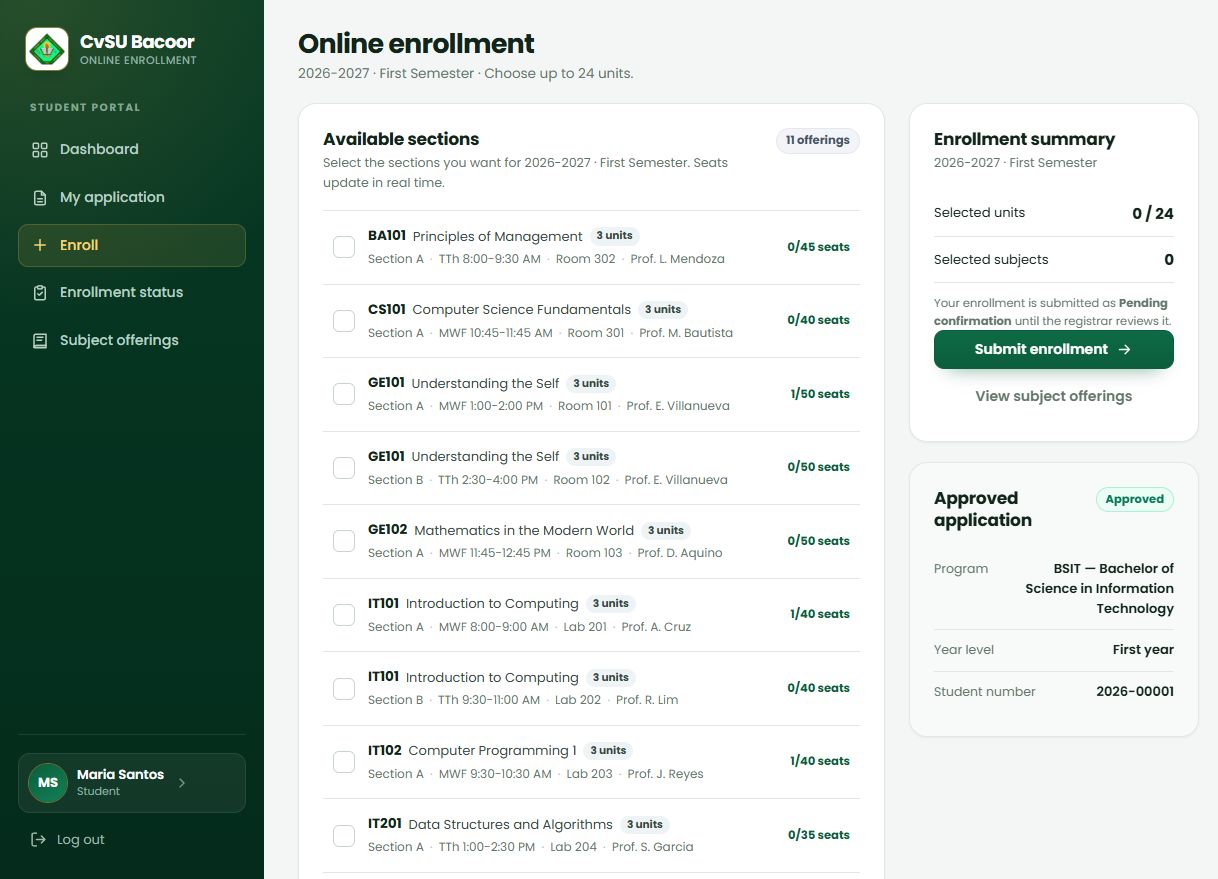 CvSU Bacoor
ONLINE ENROLLMENT
STUDENT PORTAL
Dashboard
My application
Enroll
Enrollment status
Subject offerings
MS
Maria Santos
Student
Log out
Online enrollment
2026-2027 · First Semester · Choose up to 24 units.
Available sections
11 offerings
Select the sections you want for 2026-2027 · First Semester. Seats
update in real time.
BA101 Principles of Management 3 units
Section A · TTh 8:00-9:30 AM · Room 302 · Prof. L. Mendoza
0/45 seats
CS101 Computer Science Fundamentals 3 units
Section A · MWF 10:45-11:45 AM · Room 301 · Prof. M. Bautista
0/40 seats
GE101 Understanding the Self 3 units
Section A · MWF 1:00-2:00 PM · Room 101 · Prof. E. Villanueva
1/50 seats
GE101 Understanding the Self 3 units
Section B · TTh 2:30-4:00 PM · Room 102 · Prof. E. Villanueva
0/50 seats
GE102 Mathematics in the Modern World 3 units
Section A · MWF 11:45-12:45 PM · Room 103 · Prof. D. Aquino
0/50 seats
IT101 Introduction to Computing 3 units
Section A · MWF 8:00-9:00 AM · Lab 201 · Prof. A. Cruz
1/40 seats
IT101 Introduction to Computing 3 units
Section B · TTh 9:30-11:00 AM · Lab 202 · Prof. R. Lim
0/40 seats
IT102 Computer Programming 1 3 units
Section A · MWF 9:30-10:30 AM · Lab 203 · Prof. J. Reyes
1/40 seats
IT201 Data Structures and Algorithms 3 units
Section A · TTh 1:00-2:30 PM · Lab 204 · Prof. S. Garcia
0/35 seats
Enrollment summary
2026-2027 · First Semester
Selected units 0 / 24
Selected subjects 0
Your enrollment is submitted as Pending
confirmation until the registrar reviews it.
Submit enrollment →
View subject offerings
Approved
application
Approved
Program BSIT — Bachelor of
Science in Information
Technology
Year level First year
Student number 2026-00001